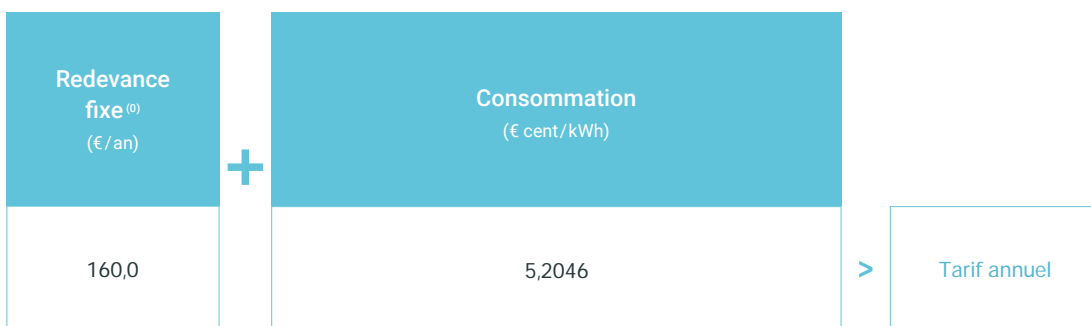 Redevance
fixe (0)
(€/an)
+
Consommation
(€ cent/kWh)
160,0
5,2046
>
Tarif annuel